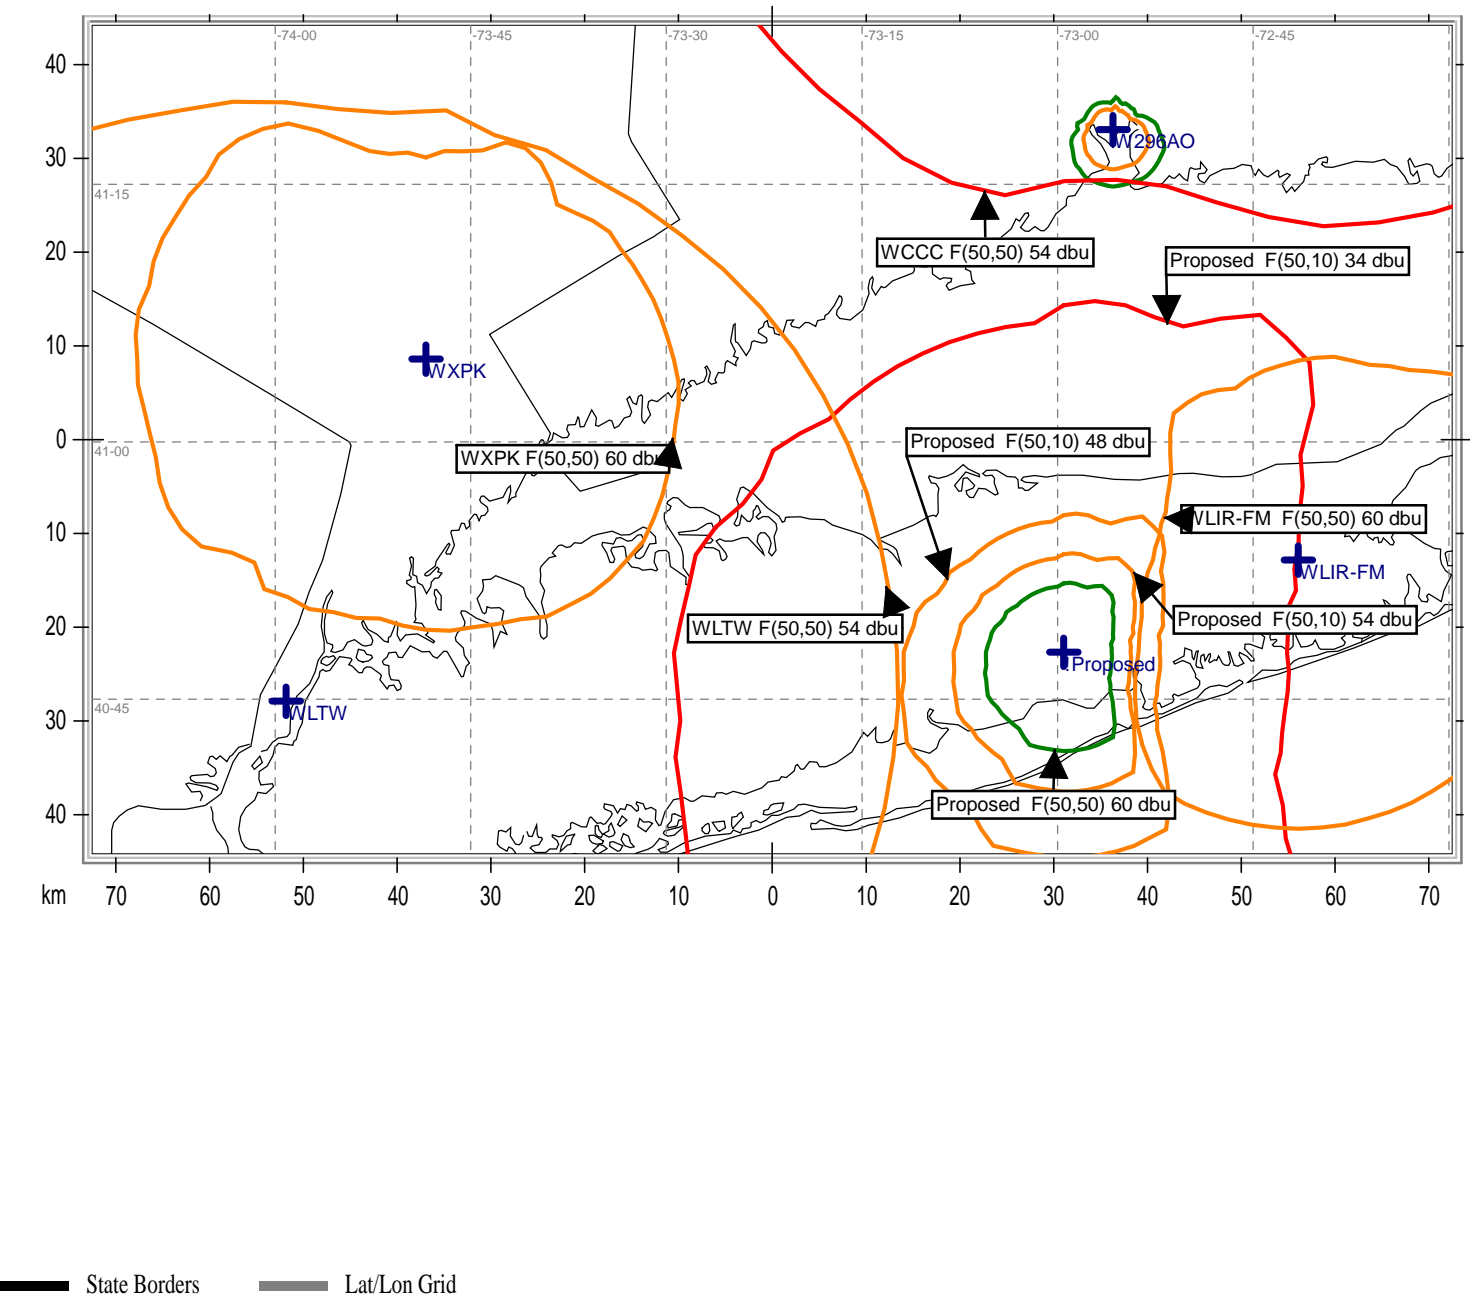 -74-00 -73-45 -73-30 -73-15 -73-00 -72-45
40
30
W296AO
41-15
20
WCCC F(50,50) 54 dbu
Proposed F(50,10) 34 dbu
10
WXPK
0
41-00
WXPK F(50,50) 60 dbu
Proposed F(50,10) 48 dbu
10
WLIR-FM F(50,50) 60 dbu
WLIR-FM
20
WLTW F(50,50) 54 dbu
Proposed F(50,10) 54 dbu
.Proposed
30
40-45
WLTW
40
Proposed F(50,50) 60 dbu
km 70 60 50 40 30 20 10 0 10 20 30 40 50 60 70
State Borders Lat/Lon Grid